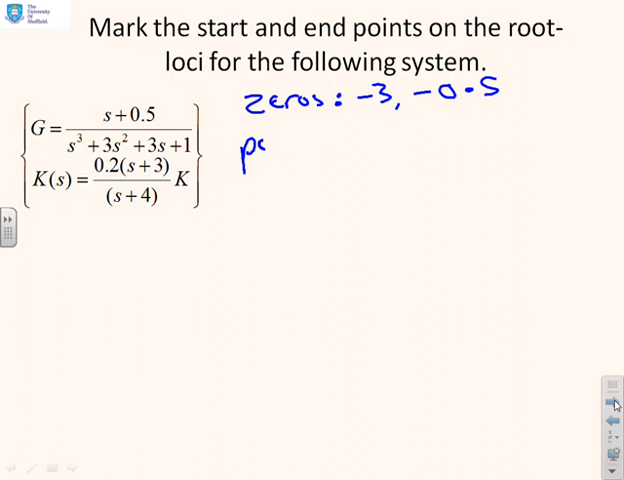 The
University
Of
Sheffield.
Mark the start and end points on the root-
loci for the following system.
zeros : -3, -0.5
G = s+0.5 / s³ + 3s² + 3s + 1
po
K(s) = 0.2(s+3) / (s+4) K